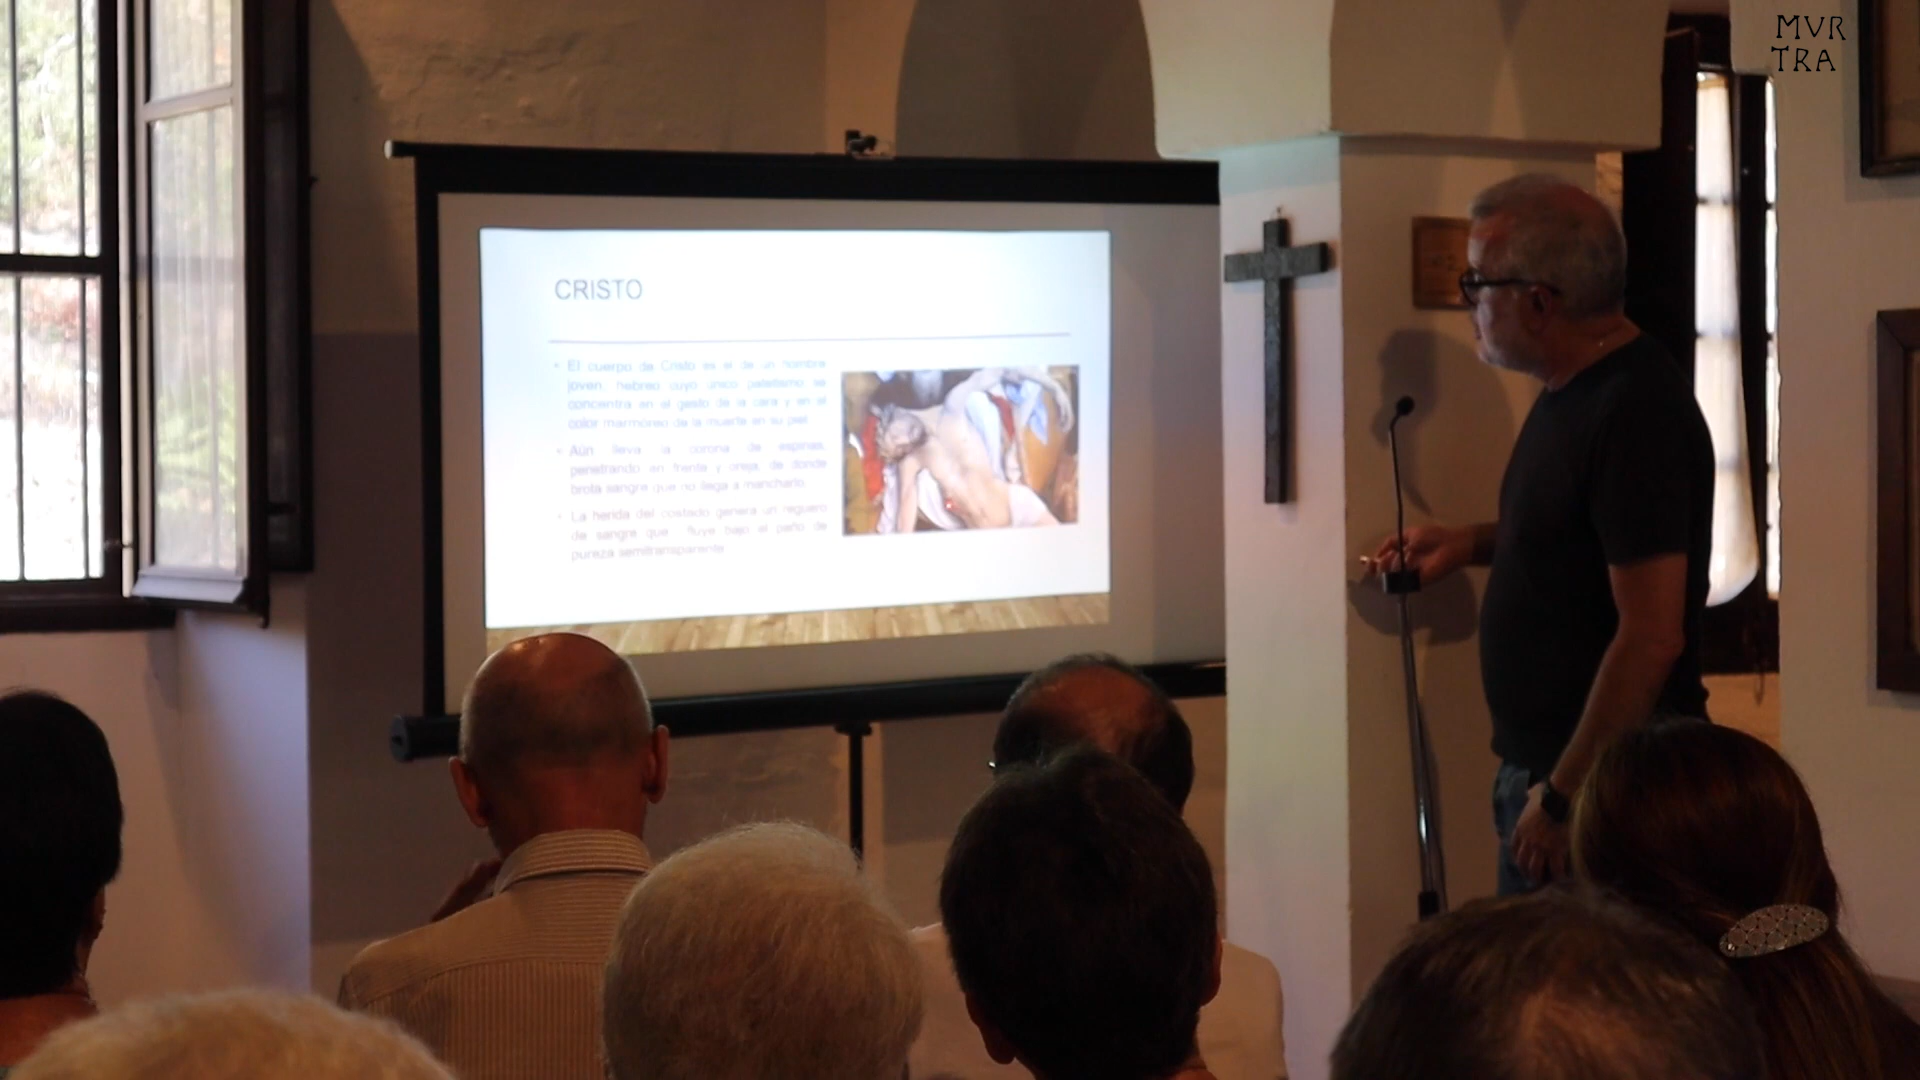 MVR
TRA
CRISTO
El cuerpo de Cristo es el de un hombre
joven, hebreo cuyo único patetismo se
concentra en el gesto de la cara y en el
color marmóreo de la muerte en su piel.
Aún lleva la corona de espinas,
penetrando en frente y oreja, de donde
brota sangre que no llega a mancharlo.
La herida del costado genera un reguero
de sangre que fluye bajo el paño de
pureza semitransparente